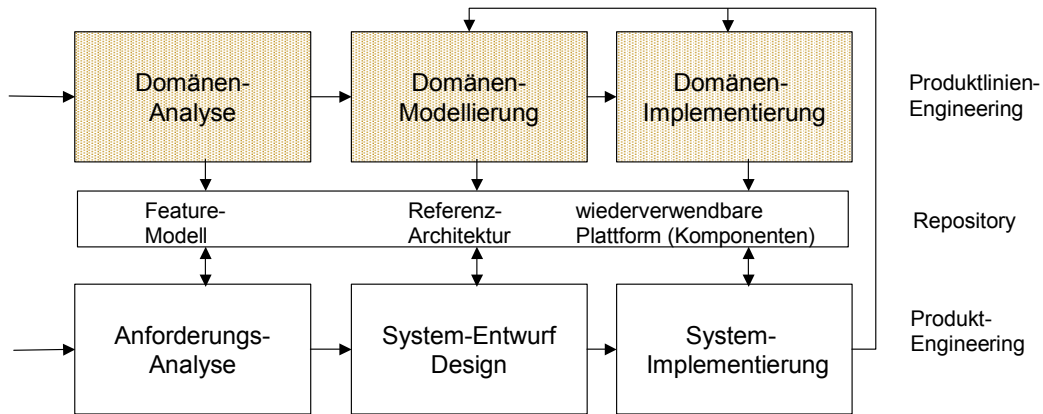 Domänen-
Analyse
Domänen-
Modellierung
Domänen-
Implementierung
Produktlinien-
Engineering
Feature-
Modell
Referenz-
Architektur
wiederverwendbare
Plattform (Komponenten)
Repository
Anforderungs-
Analyse
System-Entwurf
Design
System-
Implementierung
Produkt-
Engineering